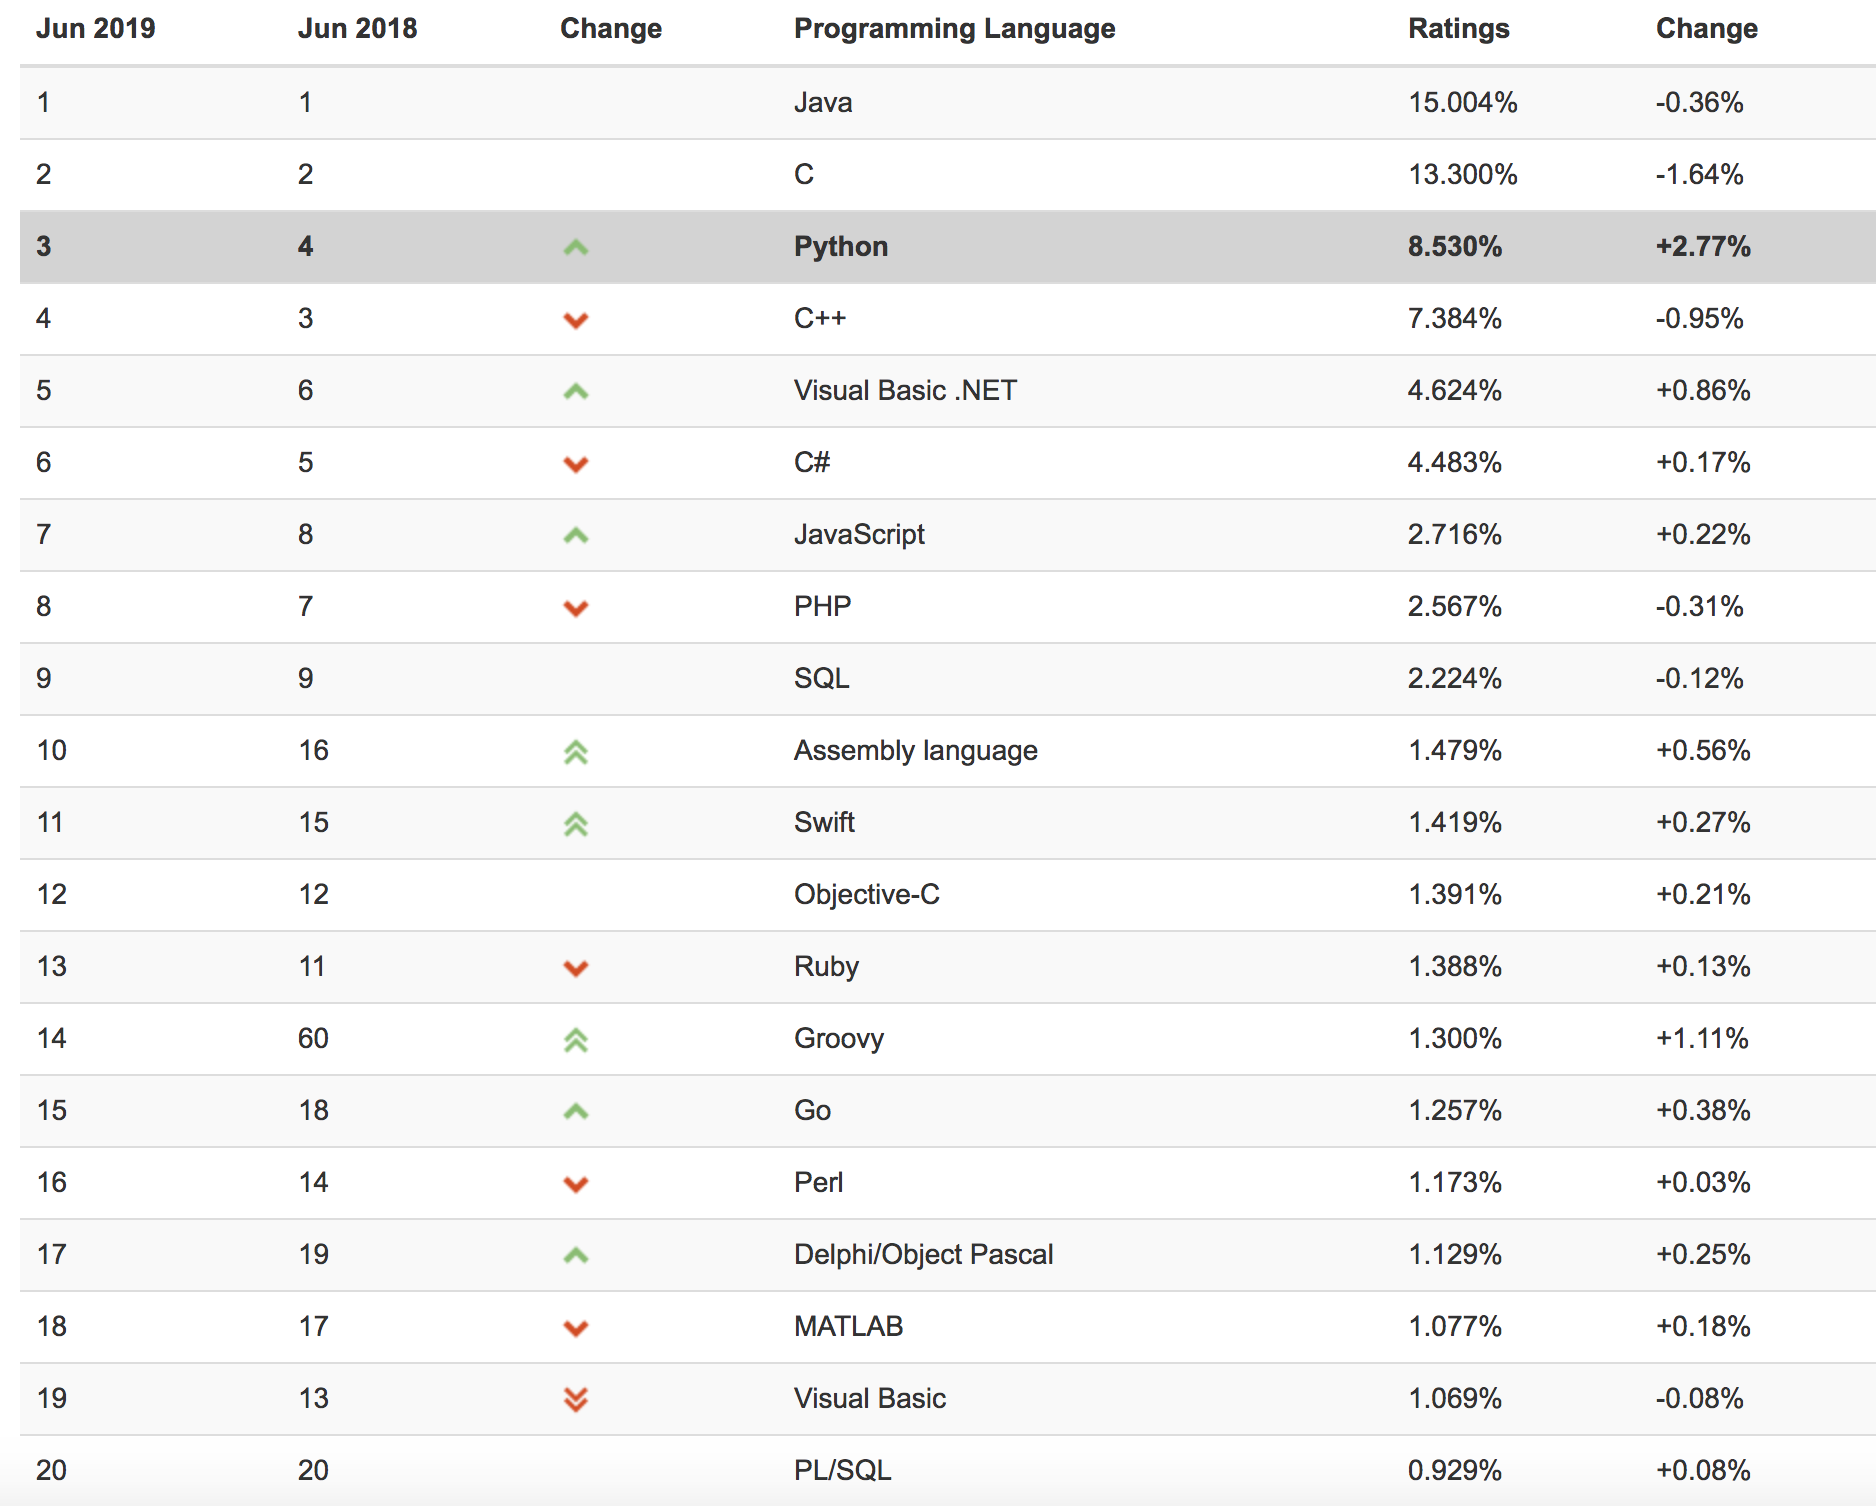 Jun 2019 Jun 2018 Change Programming Language Ratings Change
1 1 Java 15.004% -0.36%
2 2 C 13.300% -1.64%
3 4 Python 8.530% +2.77%
4 3 C++ 7.384% -0.95%
5 6 Visual Basic .NET 4.624% +0.86%
6 5 C# 4.483% +0.17%
7 8 JavaScript 2.716% +0.22%
8 7 PHP 2.567% -0.31%
9 9 SQL 2.224% -0.12%
10 16 Assembly language 1.479% +0.56%
11 15 Swift 1.419% +0.27%
12 12 Objective-C 1.391% +0.21%
13 11 Ruby 1.388% +0.13%
14 60 Groovy 1.300% +1.11%
15 18 Go 1.257% +0.38%
16 14 Perl 1.173% +0.03%
17 19 Delphi/Object Pascal 1.129% +0.25%
18 17 MATLAB 1.077% +0.18%
19 13 Visual Basic 1.069% -0.08%
20 20 PL/SQL 0.929% +0.08%